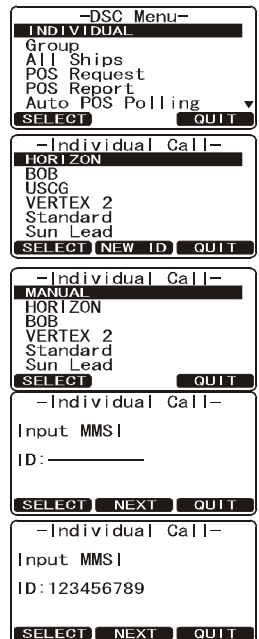 -DSC Menu-
INDIVIDUAL
Group
All Ships
POS Request
POS Report
Auto POS Polling ▼
SELECT QUIT
-Individual Call-
HORIZON
BOB
USCG
VERTEX 2
Standard
Sun Lead
SELECT NEW ID QUIT
-Individual Call-
MANUAL
HORIZON
BOB
VERTEX 2
Standard
Sun Lead
SELECT QUIT
-Individual Call-
Input MMSI
ID:
SELECT NEXT QUIT
-Individual Call-
Input MMSI
ID:123456789
SELECT NEXT QUIT